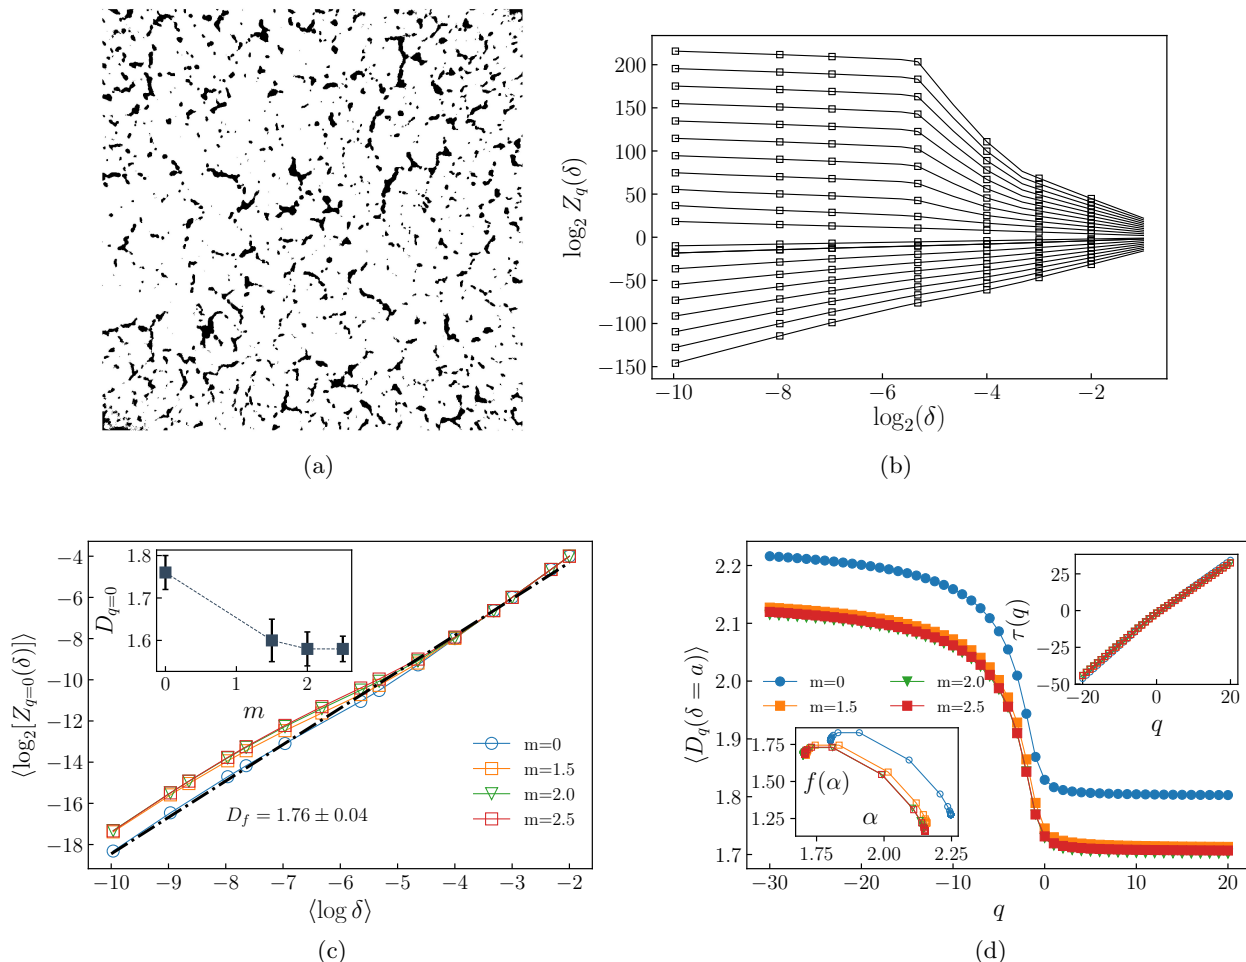 (a)
log₂ Z_q(δ)
200
150
100
50
0
−50
−100
−150
−10 −8 −6 −4 −2
log₂(δ)
(b)
⟨log₂[Z_{q=0}(δ)]⟩
−4
−6
−8
−10
−12
−14
−16
−18
D_{q=0}
1.8
1.7
1.6
0 1 2
m
m=0
m=1.5
m=2.0
m=2.5
D_f = 1.76 ± 0.04
−10 −9 −8 −7 −6 −5 −4 −3 −2
⟨log δ⟩
(c)
⟨D_q(δ = a)⟩
2.2
2.1
2.0
1.9
1.8
1.7
τ(q)
25
0
−25
−50
−20 0 20
q
m=0 m=2.0
m=1.5 m=2.5
1.75
1.50
1.25
f(α)
α
1.75 2.00 2.25
−30 −20 −10 0 10 20
q
(d)